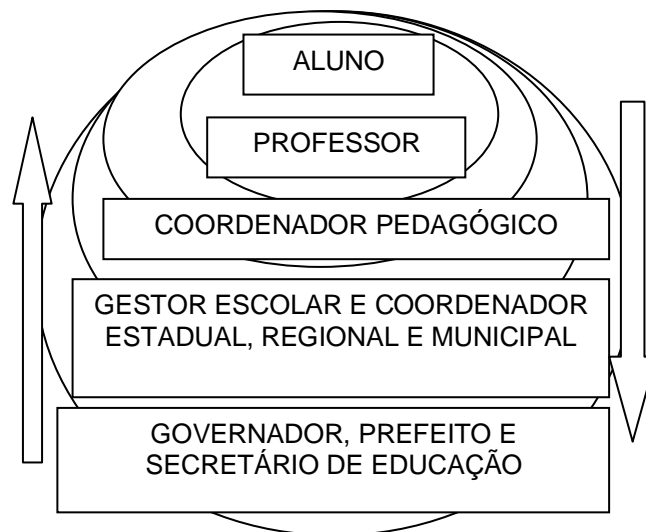 ALUNO
PROFESSOR
COORDENADOR PEDAGÓGICO
GESTOR ESCOLAR E COORDENADOR
ESTADUAL, REGIONAL E MUNICIPAL
GOVERNADOR, PREFEITO E
SECRETÁRIO DE EDUCAÇÃO